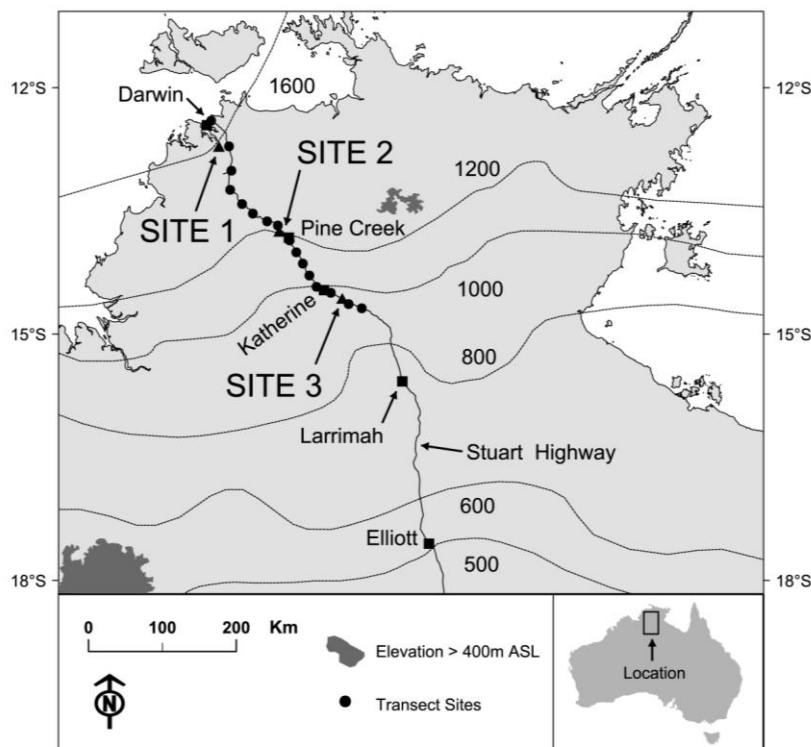 12°S
12°S
1600
Darwin
SITE 2
1200
SITE 1
Pine Creek
1000
15°S
15°S
Katherine
800
SITE 3
Larrimah
Stuart Highway
600
Elliott
500
18°S
18°S
0 100 200 Km
Elevation > 400m ASL
Location
N
Transect Sites